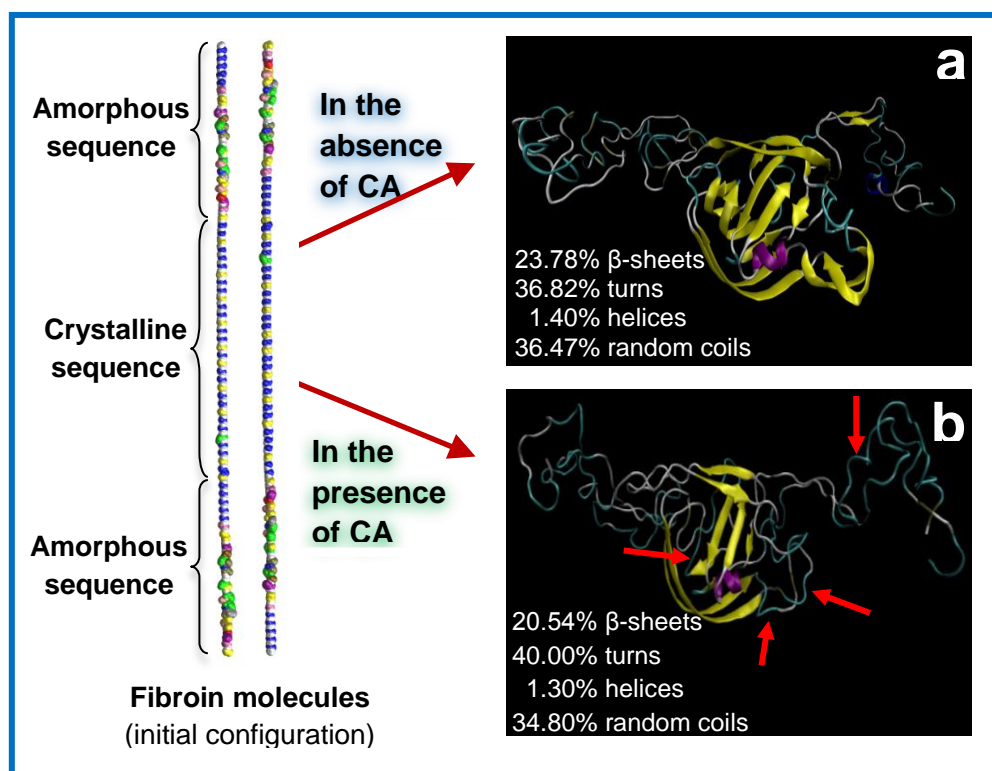 Amorphous
sequence
Crystalline
sequence
Amorphous
sequence
Fibroin molecules
(initial configuration)
In the
absence
of CA
In the
presence
of CA
a
23.78% β-sheets
36.82% turns
1.40% helices
36.47% random coils
b
20.54% β-sheets
40.00% turns
1.30% helices
34.80% random coils